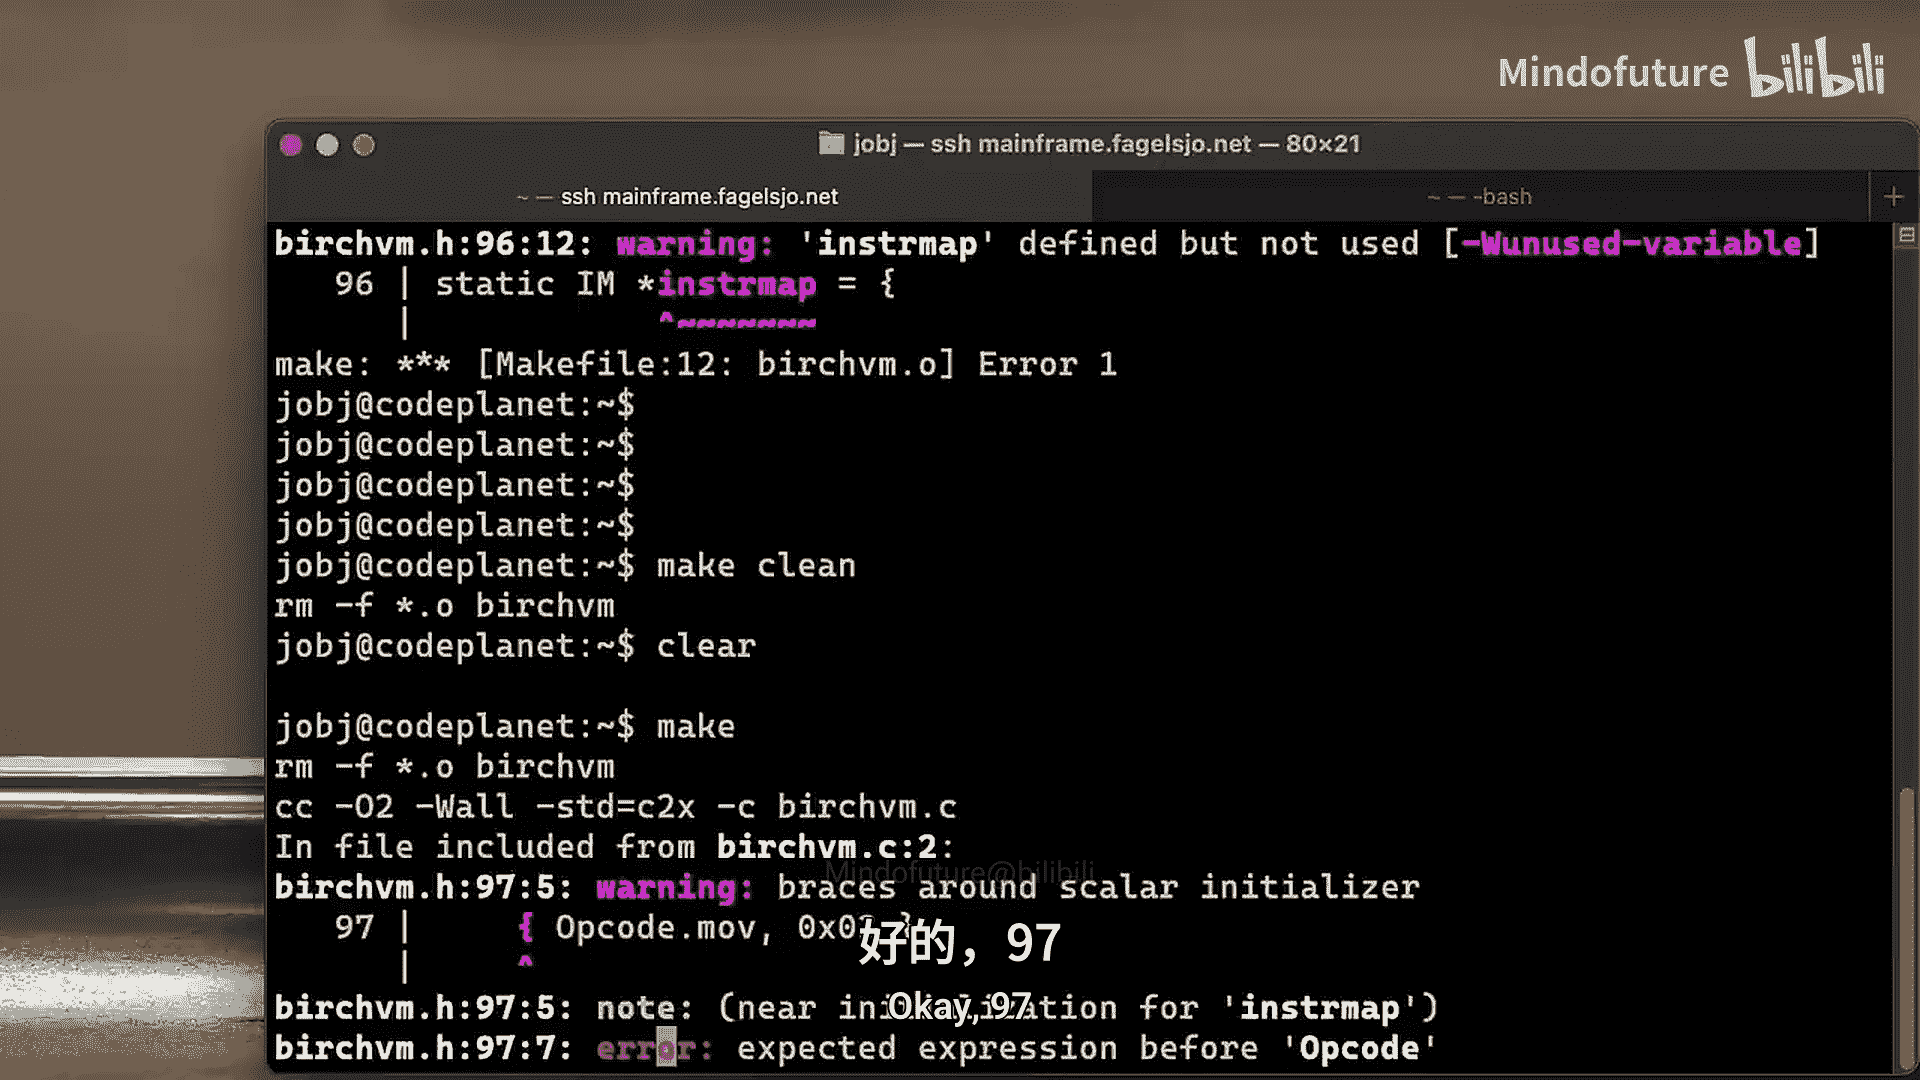 Mindofuture bilibili
jobj — ssh mainframe.fagelsjo.net — 80×21
~ — ssh mainframe.fagelsjo.net
~ — -bash
+
birchvm.h:96:12: warning: 'instrmap' defined but not used [-Wunused-variable]
96 | static IM *instrmap = {
| ^~~~~~~~
make: *** [Makefile:12: birchvm.o] Error 1
jobj@codeplanet:~$
jobj@codeplanet:~$
jobj@codeplanet:~$
jobj@codeplanet:~$
jobj@codeplanet:~$ make clean
rm -f *.o birchvm
jobj@codeplanet:~$ clear
jobj@codeplanet:~$ make
rm -f *.o birchvm
cc -O2 -Wall -std=c2x -c birchvm.c
In file included from birchvm.c:2:
Mindofuture@bilibili
birchvm.h:97:5: warning: braces around scalar initializer
97 | { Opcode.mov,
好的，97
| ^
birchvm.h:97:5: note: (near initialization for 'instrmap')
Okay, 97
birchvm.h:97:7: error: expected expression before 'Opcode'